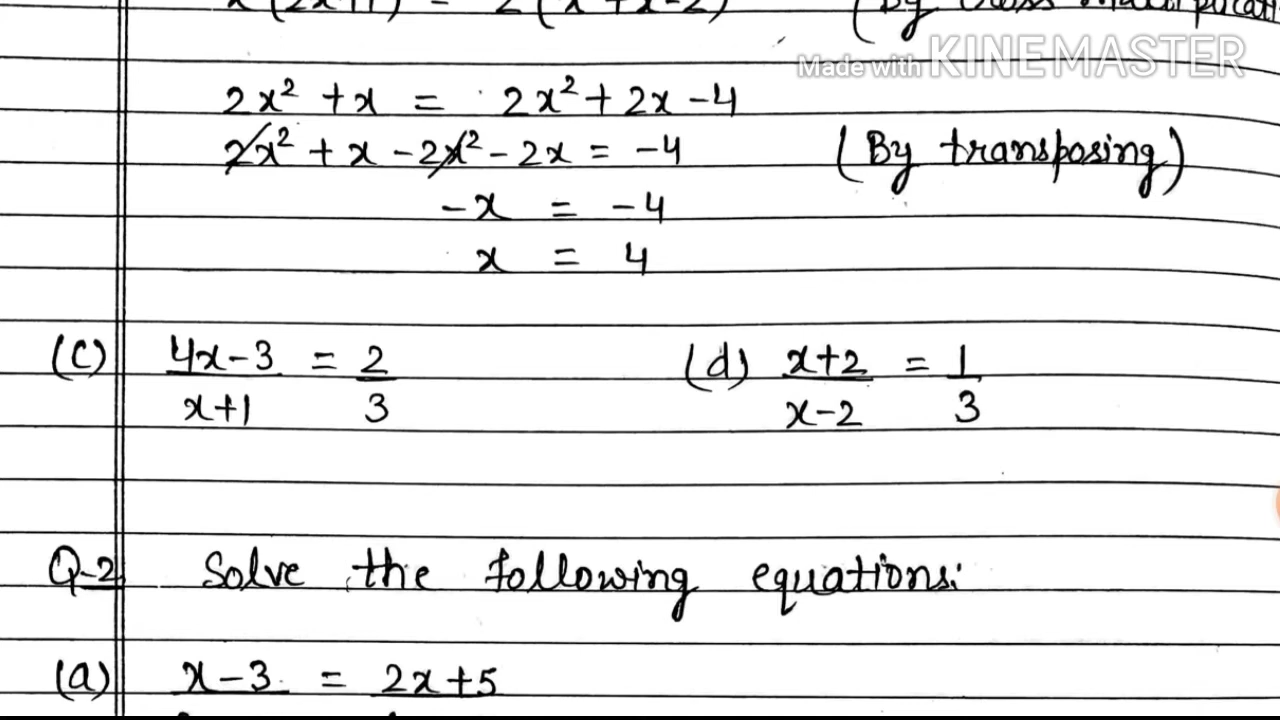 Made with KINEMASTER
2x² + x = 2x² + 2x - 4
2x² + x - 2x² - 2x = -4 (By transposing)
-x = -4
x = 4
(C) 4x-3 = 2 (d) x+2 = 1
x+1 3 x-2 3
Q-2 Solve the following equations:
(a) x-3 = 2x+5